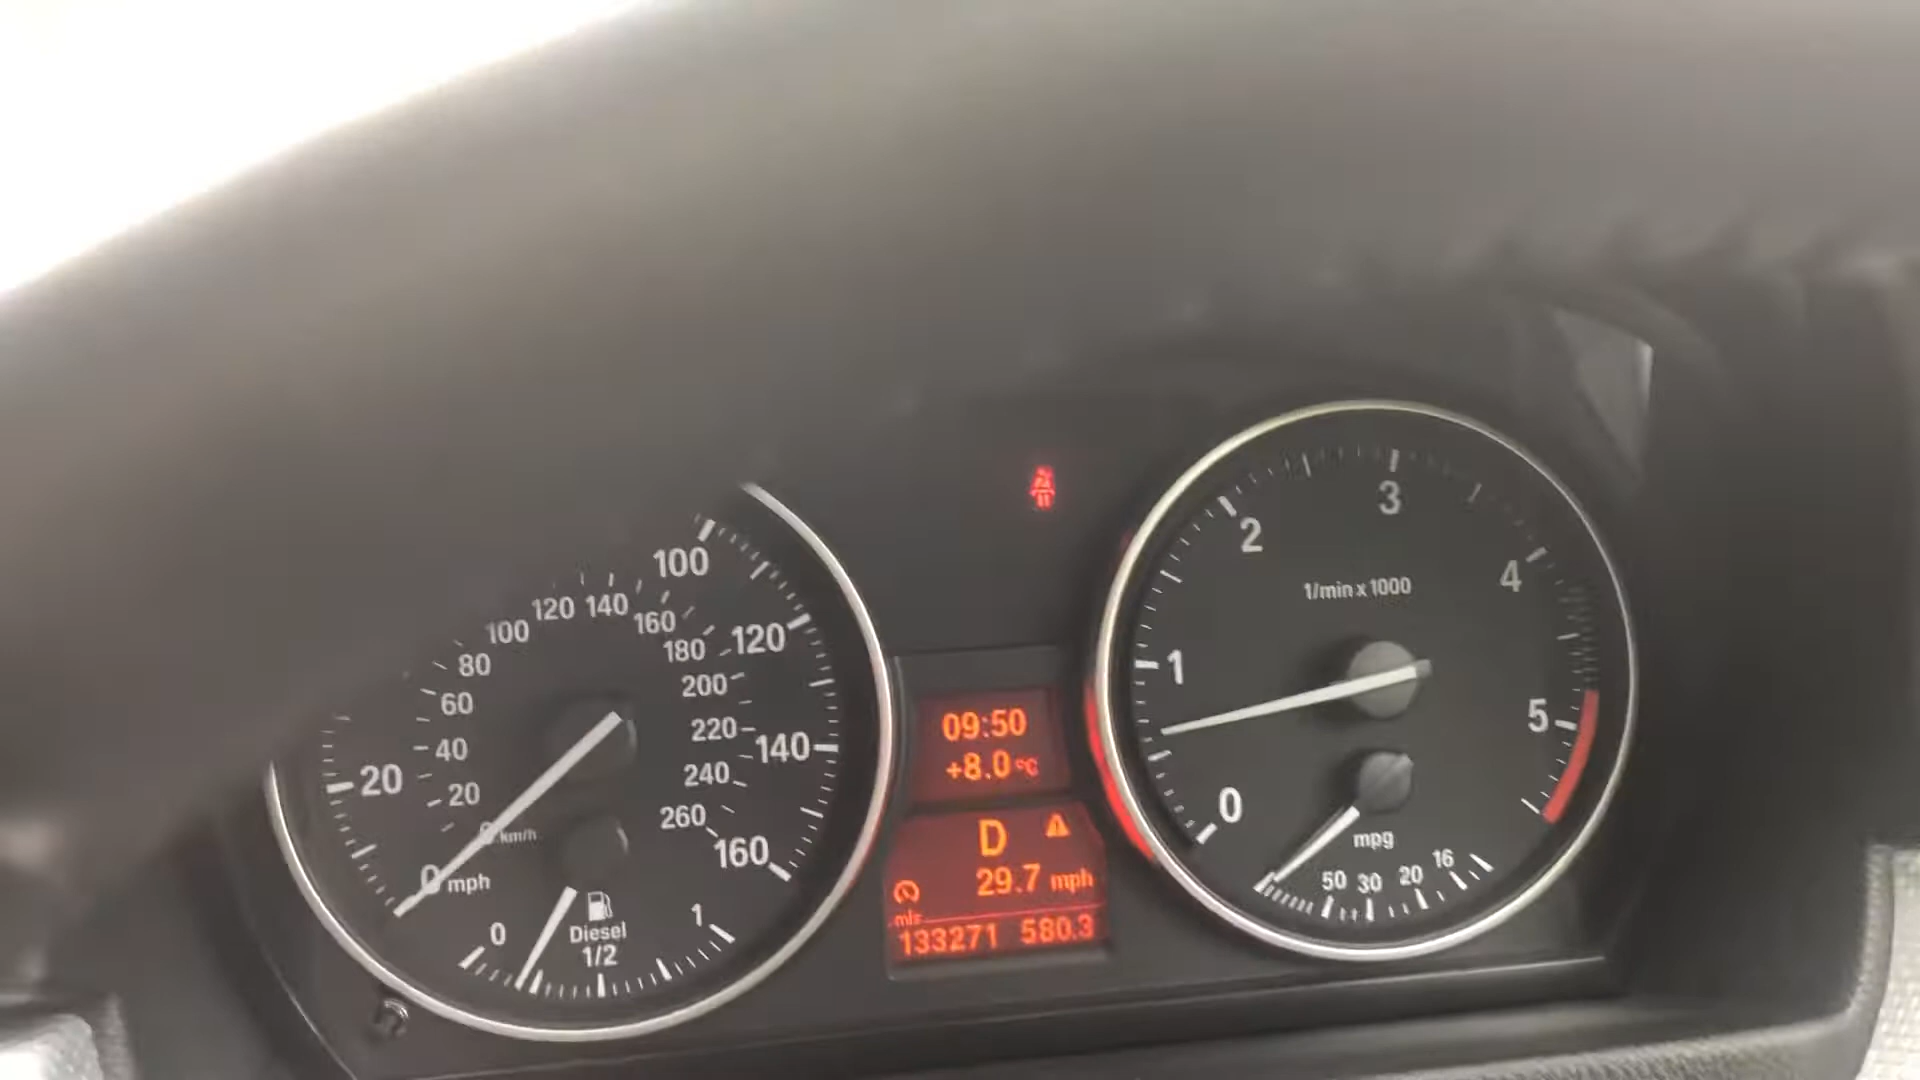 100
120
140
160
20
0 mph
120 140
100
80
60
40
20
0 km/h
160
180
200
220
240
260
0
Diesel
1/2
1
09:50
+8.0 °C
D
29.7 mph
mls
133271 580.3
0
1
2
3
4
5
1/min x 1000
mpg
50 30 20 16